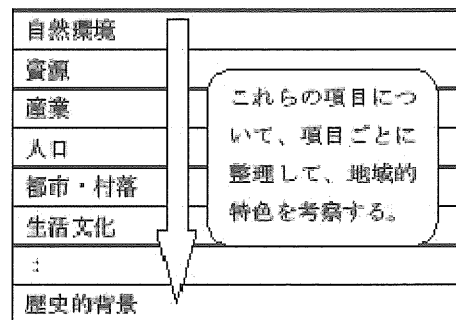 自然環境
資源
産業
人口
都市・村落
生活文化
:
歴史的背景
これらの項目につ
いて、項目ごとに
整理して、地域的
特色を考察する。